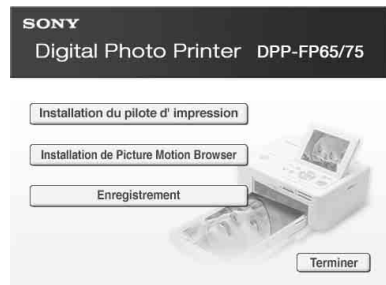 SONY
Digital Photo Printer DPP-FP65/75
Installation du pilote d' impression
Installation de Picture Motion Browser
Enregistrement
Terminer